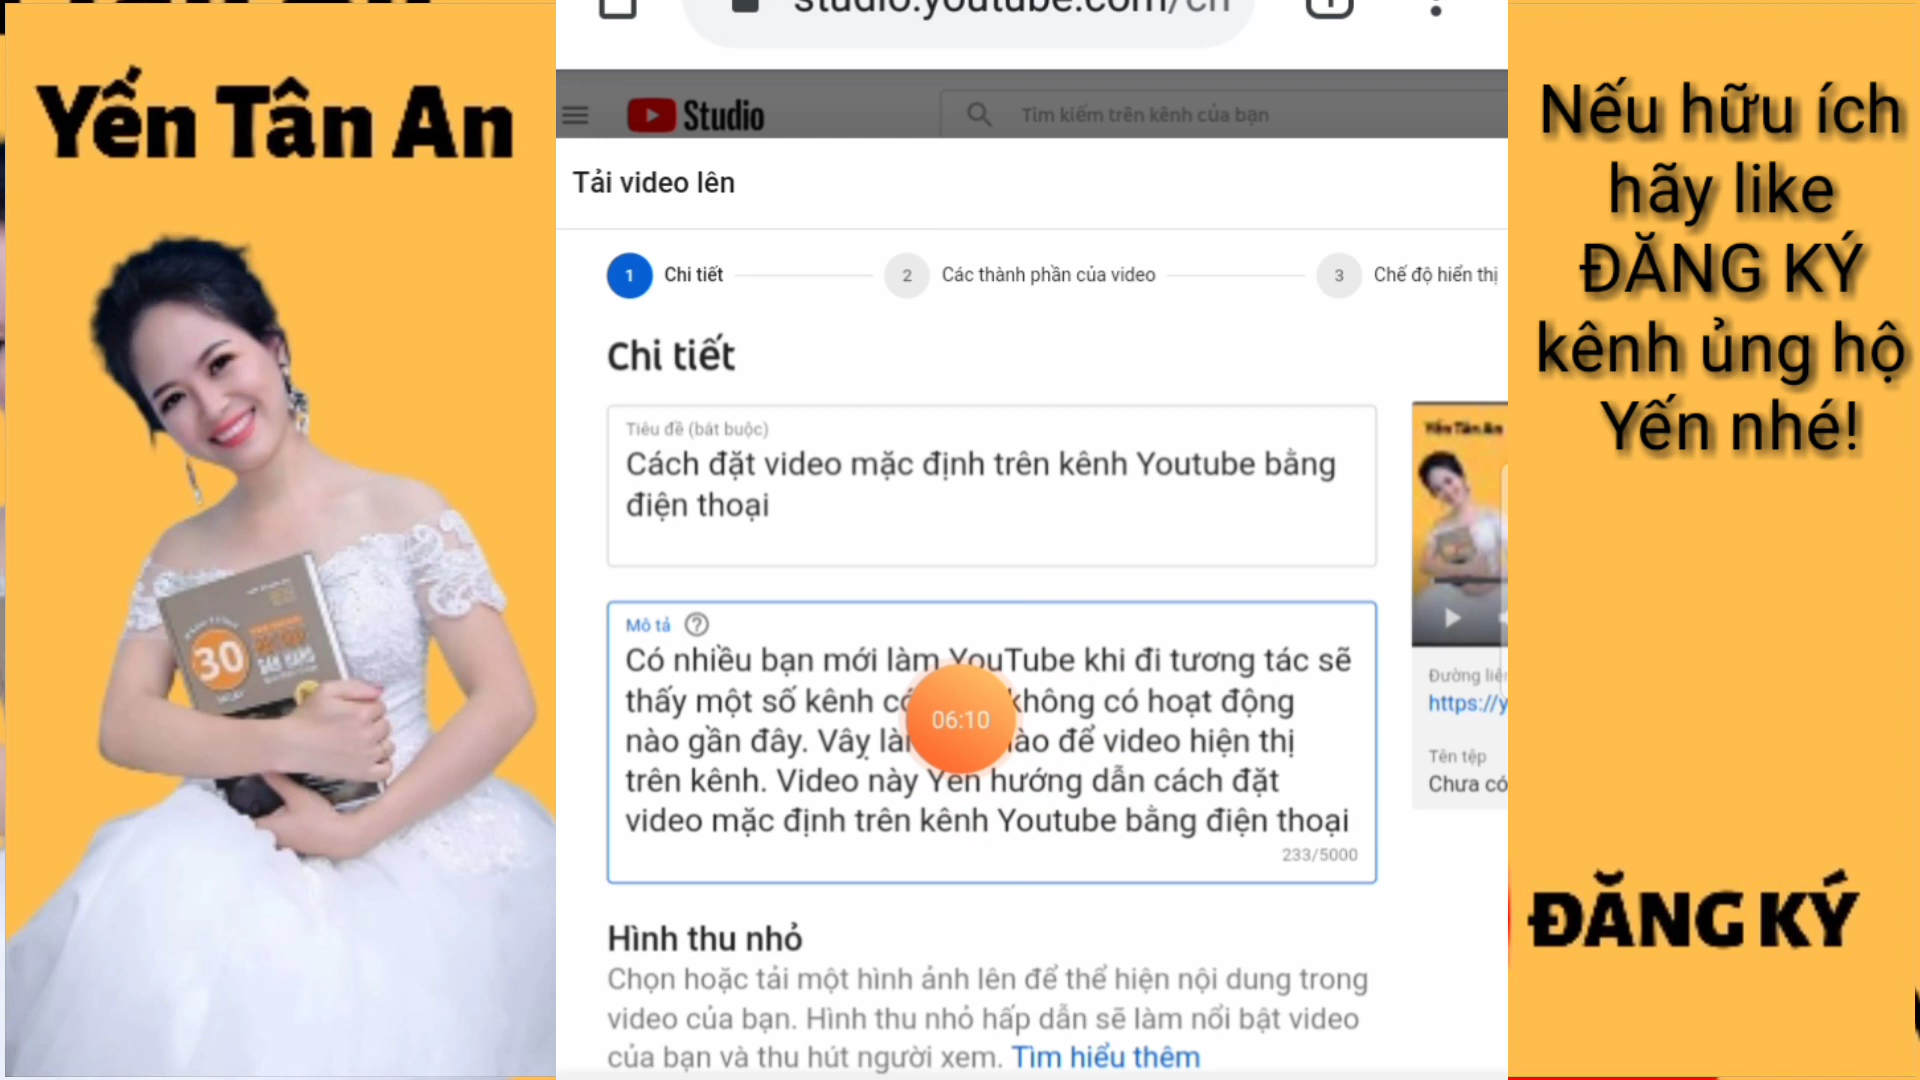 Yến Tân An
30
studio.youtube.com/ch
Studio
Tìm kiếm trên kênh của bạn
Tải video lên
1 Chi tiết
2 Các thành phần của video
3 Chế độ hiển thị
Chi tiết
Tiêu đề (bắt buộc)
Cách đặt video mặc định trên kênh Youtube bằng
điện thoại
Mô tả
Có nhiều bạn mới làm YouTube khi đi tương tác sẽ
thấy một số kênh không có hoạt động
nào gần đây. Vậy để video hiện thị
trên kênh. Video này Yến hướng dẫn cách đặt
video mặc định trên kênh Youtube bằng điện thoại
233/5000
06:10
Hình thu nhỏ
Chọn hoặc tải một hình ảnh lên để thể hiện nội dung trong
video của bạn. Hình thu nhỏ hấp dẫn sẽ làm nổi bật video
của bạn và thu hút người xem. Tìm hiểu thêm
Yến Tân An
Đường
https://y
Tên tệp
Chưa có
Nếu hữu ích
hãy like
ĐĂNG KÝ
kênh ủng hộ
Yến nhé!
ĐĂNG KÝ